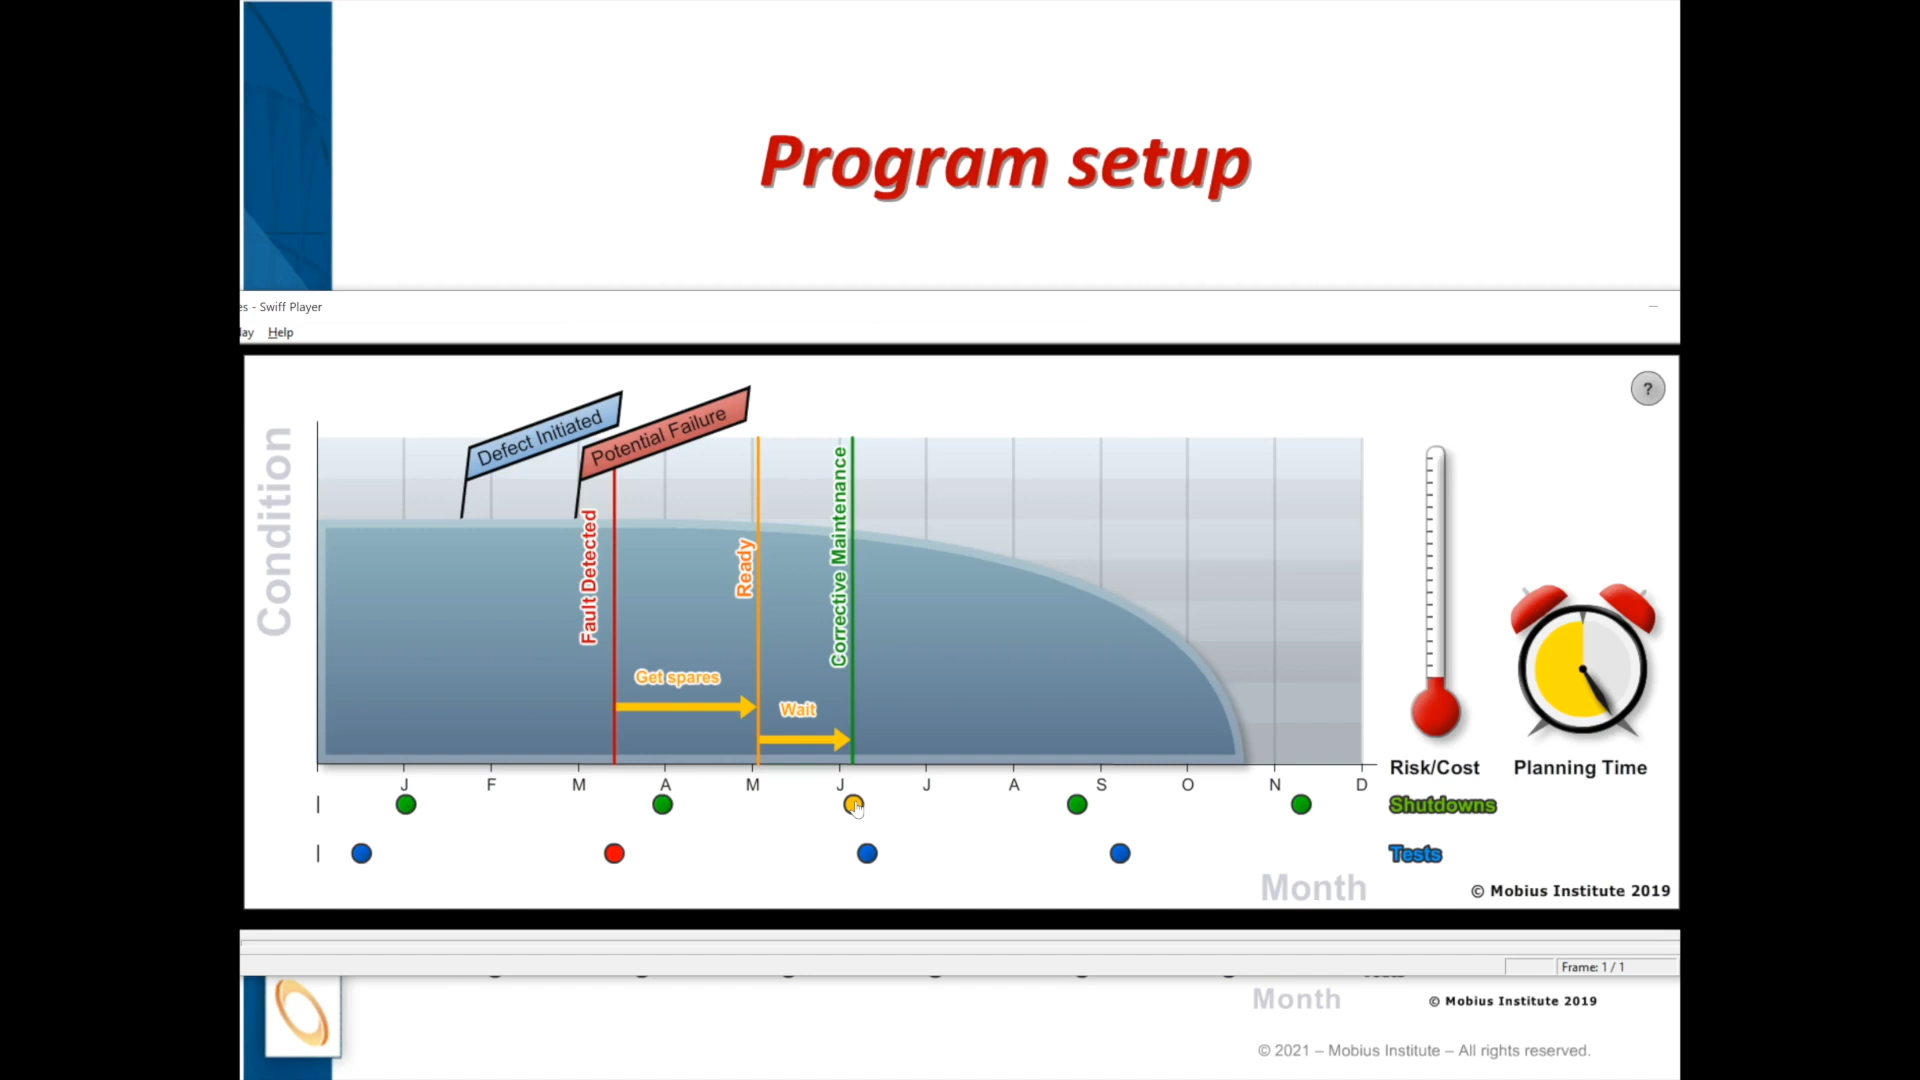 Program setup
es - Swiff Player
lay Help
?
Defect Initiated
Potential Failure
Condition
Fault Detected
Ready
Corrective Maintenance
Get spares
Wait
J F M A M J J A S O N D
Risk/Cost
Planning Time
Shutdowns
Tests
Month
© Mobius Institute 2019
Frame: 1 / 1
Month
© Mobius Institute 2019
© 2021 – Mobius Institute – All rights reserved.